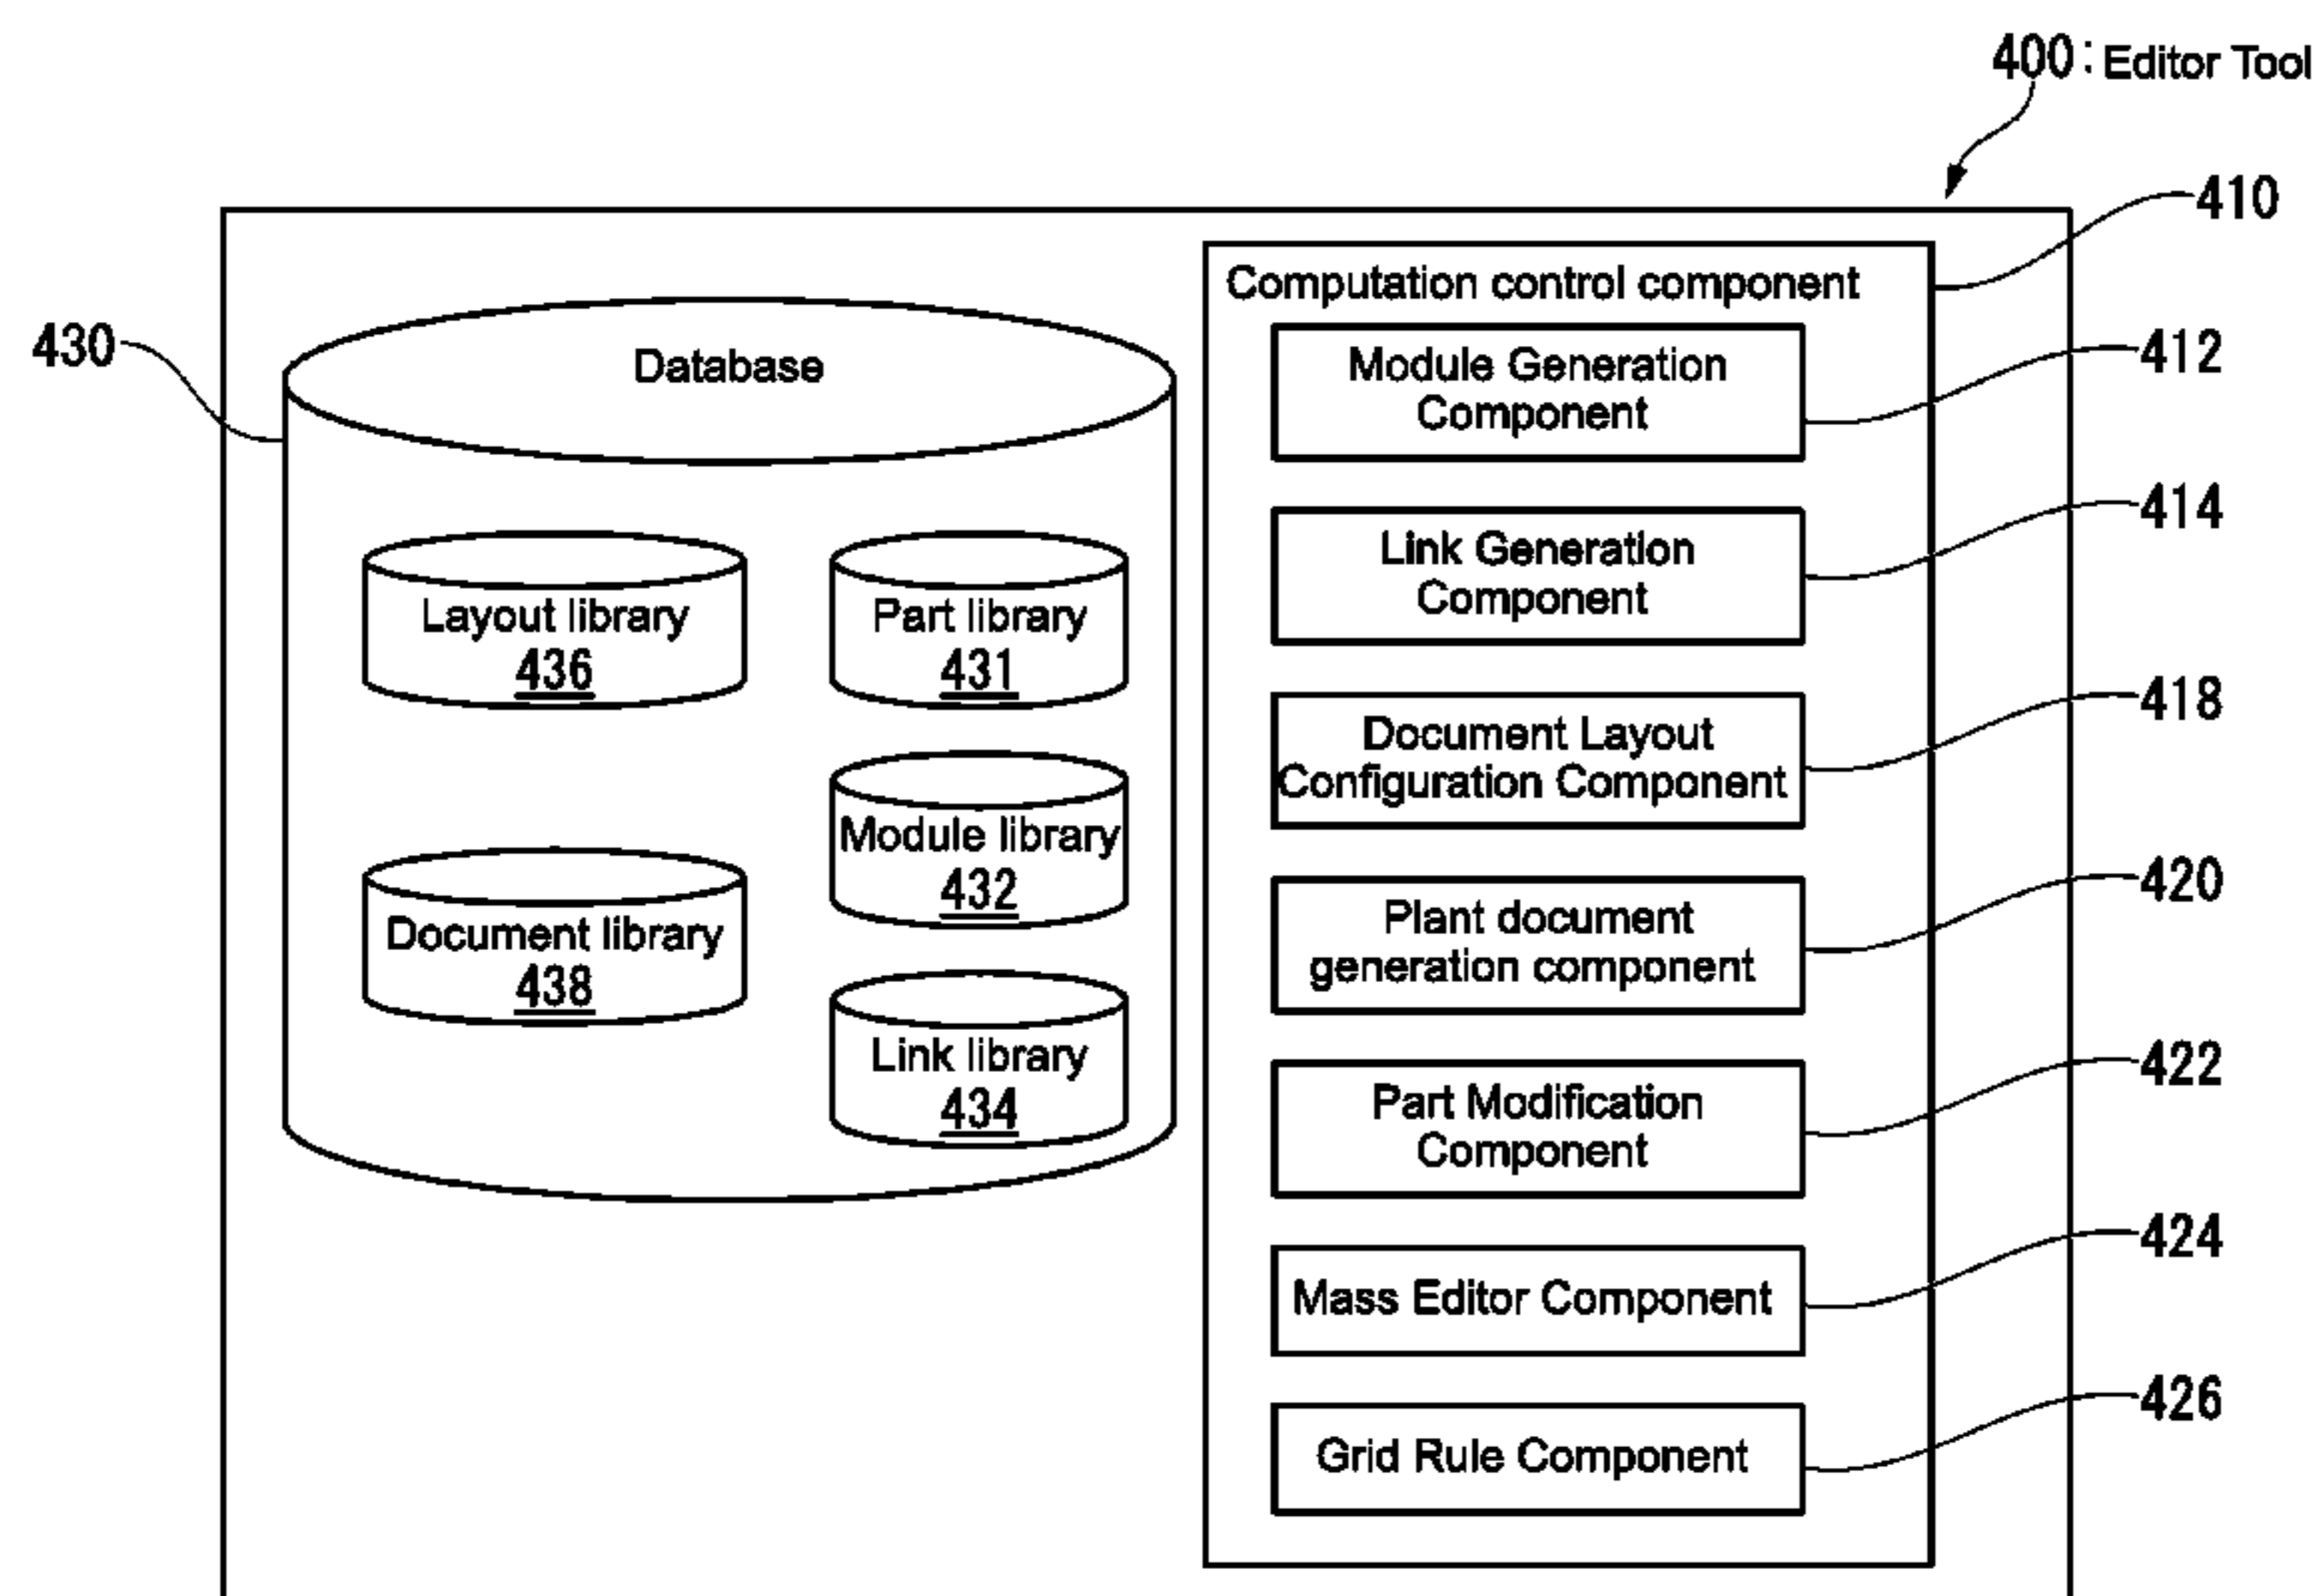 400: Editor Tool
410
Computation control component
430
Database
412
Module Generation
Component
414
Link Generation
Component
Layout library
436
Part library
431
418
Document Layout
Configuration Component
Module library
432
420
Plant document
generation component
Document library
438
Link library
434
422
Part Modification
Component
424
Mass Editor Component
426
Grid Rule Component